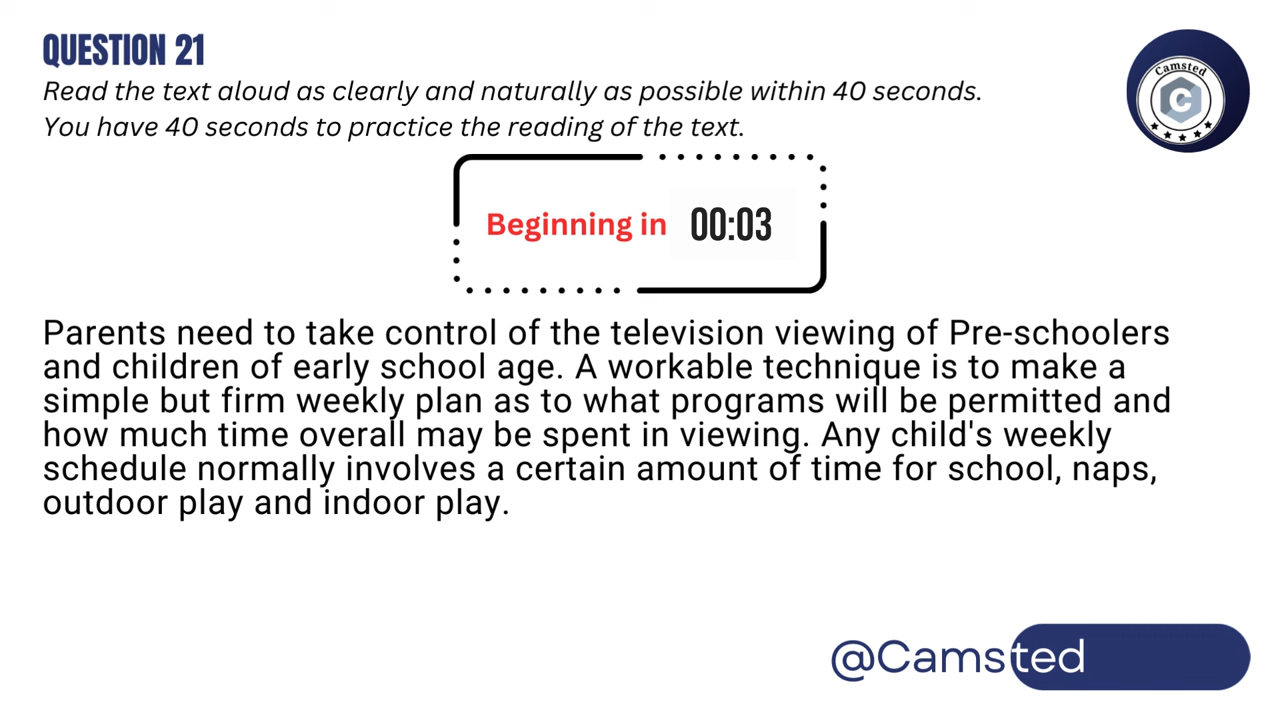 QUESTION 21
Read the text aloud as clearly and naturally as possible within 40 seconds.
You have 40 seconds to practice the reading of the text.
Camsted
C
Beginning in 00:03
Parents need to take control of the television viewing of Pre-schoolers
and children of early school age. A workable technique is to make a
simple but firm weekly plan as to what programs will be permitted and
how much time overall may be spent in viewing. Any child's weekly
schedule normally involves a certain amount of time for school, naps,
outdoor play and indoor play.
@Camsted